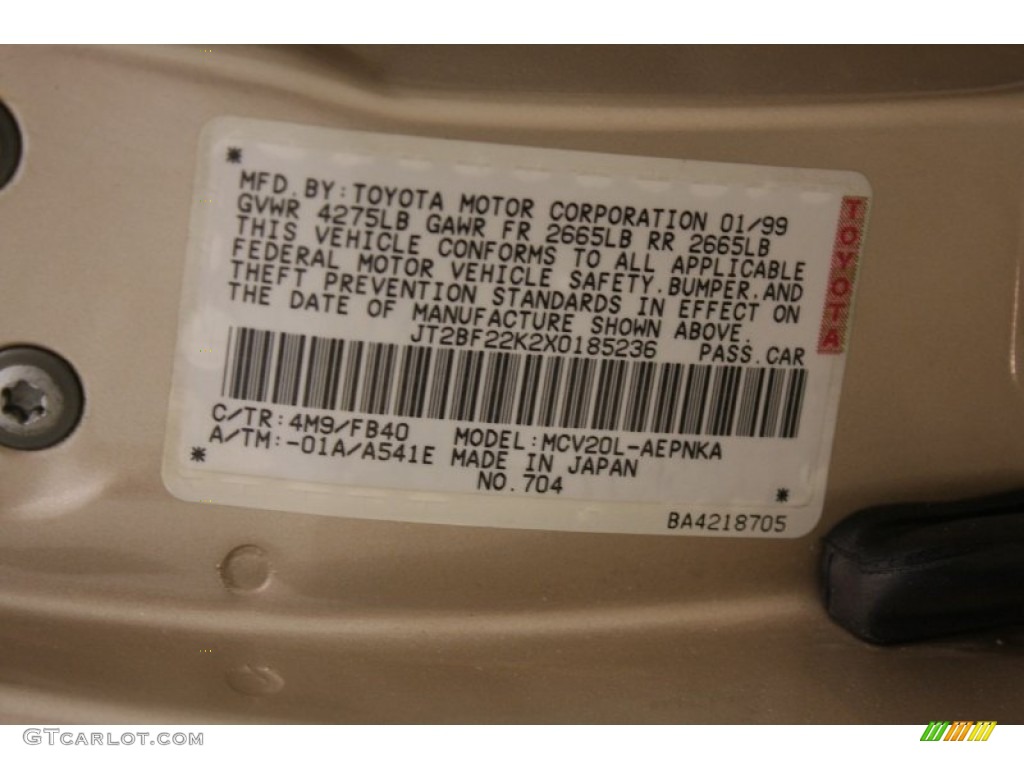 MFD.BY:TOYOTA MOTOR CORPORATION 01/99
GVWR 4275LB GAWR FR 2665LB RR 2665LB
THIS VEHICLE CONFORMS TO ALL APPLICABLE
FEDERAL MOTOR VEHICLE SAFETY.BUMPER.AND
THEFT PREVENTION STANDARDS IN EFFECT ON
THE DATE OF MANUFACTURE SHOWN ABOVE.
JT2BF22K2X0185236 PASS.CAR
C/TR:4M9/FB40 MODEL:MCV20L-AEPNKA
A/TM:-01A/A541E MADE IN JAPAN
NO.704
BA4218705
TOYOTA
GTCARLOT.COM